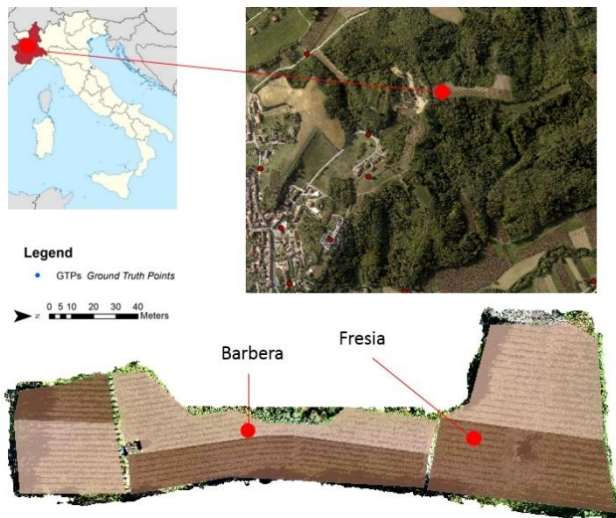 Legend
GTPs Ground Truth Points
N 0 5 10 20 30 40
Meters
Barbera
Fresia